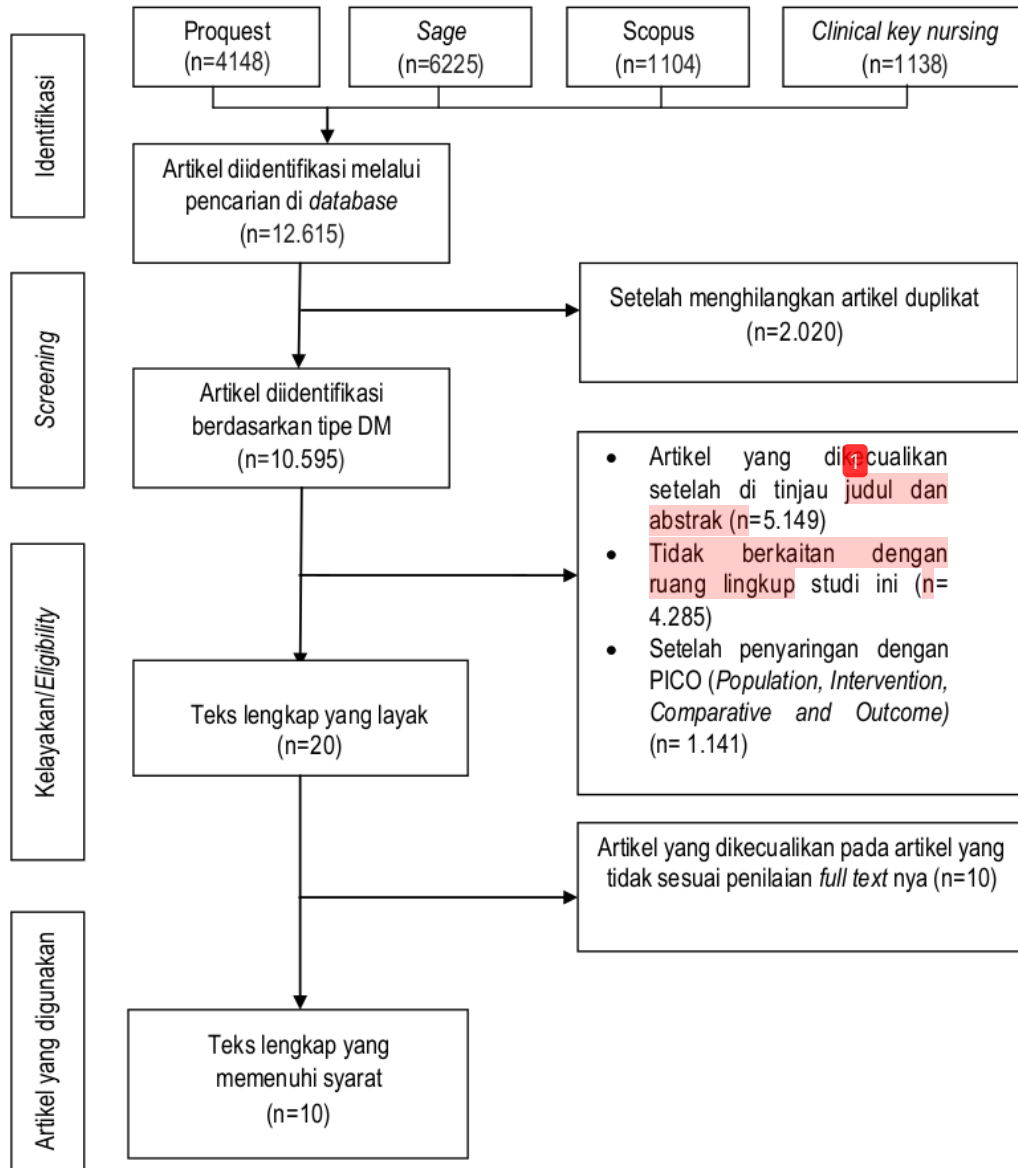 Proquest
(n=4148)
Sage
(n=6225)
Scopus
(n=1104)
Clinical key nursing
(n=1138)
Identifikasi
Artikel diidentifikasi melalui
pencarian di database
(n=12.615)
Screening
Setelah menghilangkan artikel duplikat
(n=2.020)
Artikel diidentifikasi
berdasarkan tipe DM
(n=10.595)
• Artikel yang dikecualikan
setelah di tinjau judul dan
abstrak (n=5.149)
• Tidak berkaitan dengan
ruang lingkup studi ini (n=
4.285)
• Setelah penyaringan dengan
PICO (Population, Intervention,
Comparative and Outcome)
(n= 1.141)
1
Kelayakan/Eligibility
Teks lengkap yang layak
(n=20)
Artikel yang dikecualikan pada artikel yang
tidak sesuai penilaian full text nya (n=10)
Artikel yang digunakan
Teks lengkap yang
memenuhi syarat
(n=10)